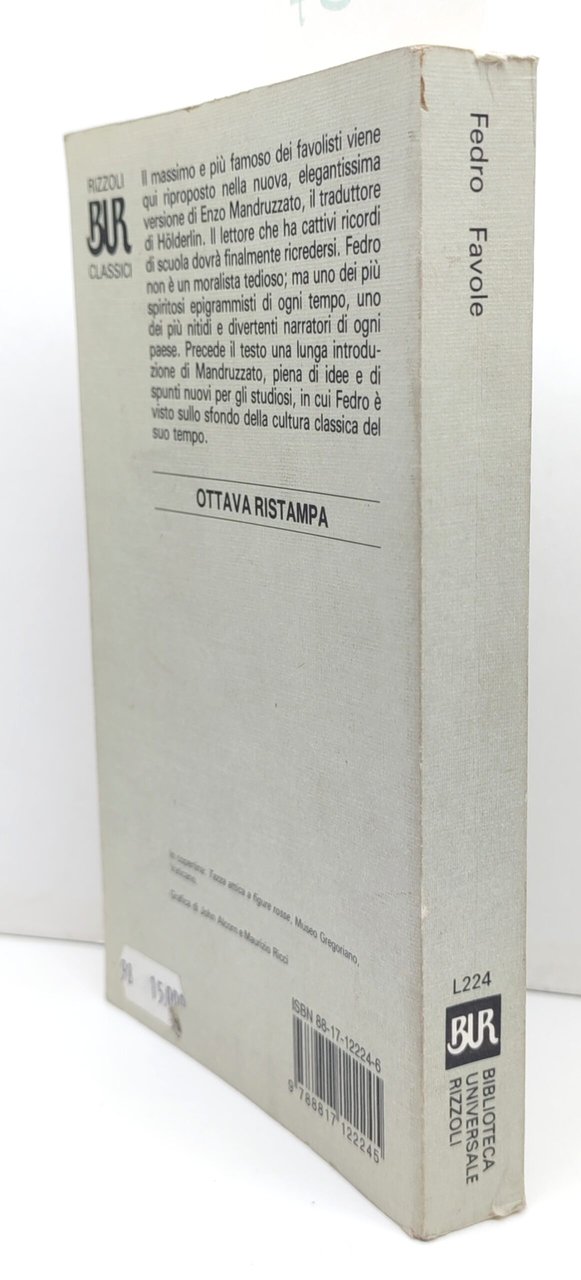 RIZZOLI
BUR
CLASSICI
Il massimo e più famoso dei favolisti viene
qui riproposto nella nuova, elegantissima
versione di Enzo Mandruzzato, il traduttore
di Hölderlin. Il lettore che ha cattivi ricordi
di scuola dovrà finalmente ricredersi. Fedro
non è un moralista tedioso; ma uno dei più
spiritosi epigrammisti di ogni tempo, uno
dei più nitidi e divertenti narratori di ogni
paese. Precede il testo una lunga introdu-
zione di Mandruzzato, piena di idee e di
spunti nuovi per gli studiosi, in cui Fedro è
visto sullo sfondo della cultura classica del
suo tempo.
OTTAVA RISTAMPA
In copertina: Tazza attica a figure rosse. Museo Gregoriano,
Vaticano.
Grafica di John Alcorn e Maurizio Ricci
ISBN 88-17-12224-6
9 788817 122245
Fedro Favole
L224
BUR
BIBLIOTECA
UNIVERSALE
RIZZOLI